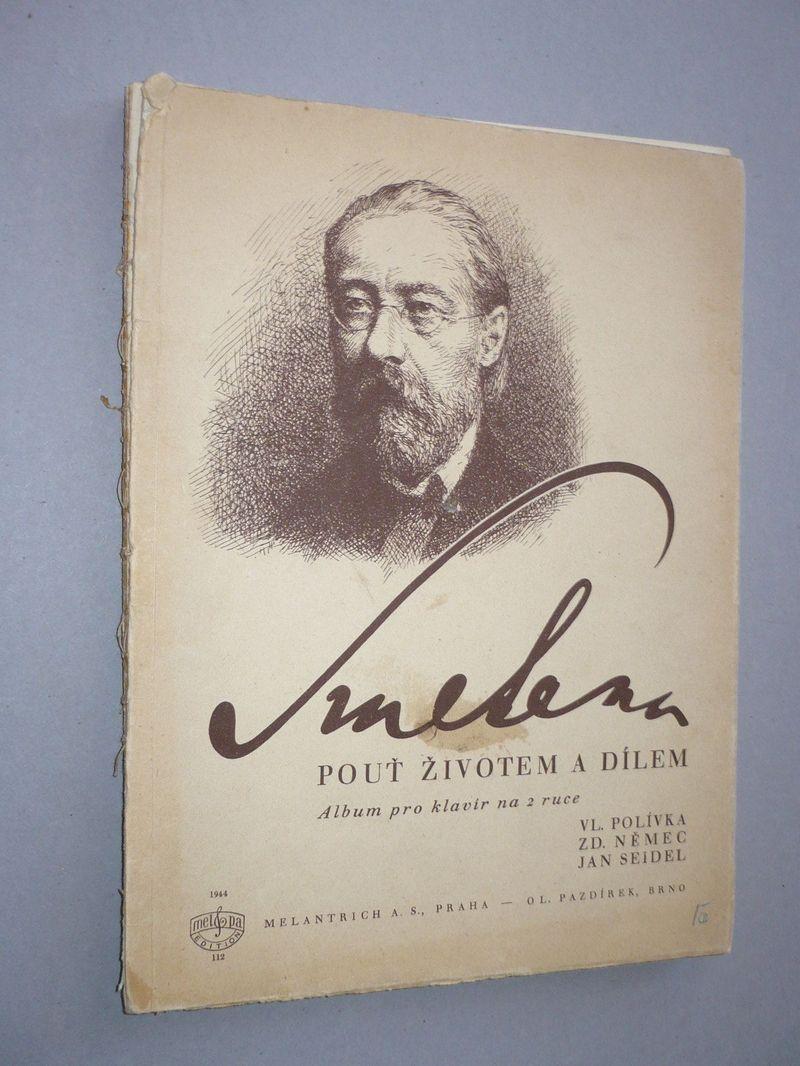 Smetana
POUŤ ŽIVOTEM A DÍLEM
Album pro klavír na 2 ruce
VL. POLÍVKA
ZD. NĚMEC
JAN SEIDEL
1944
melpa
EDITION
112
MELANTRICH A. S., PRAHA — OL. PAZDÍREK, BRNO